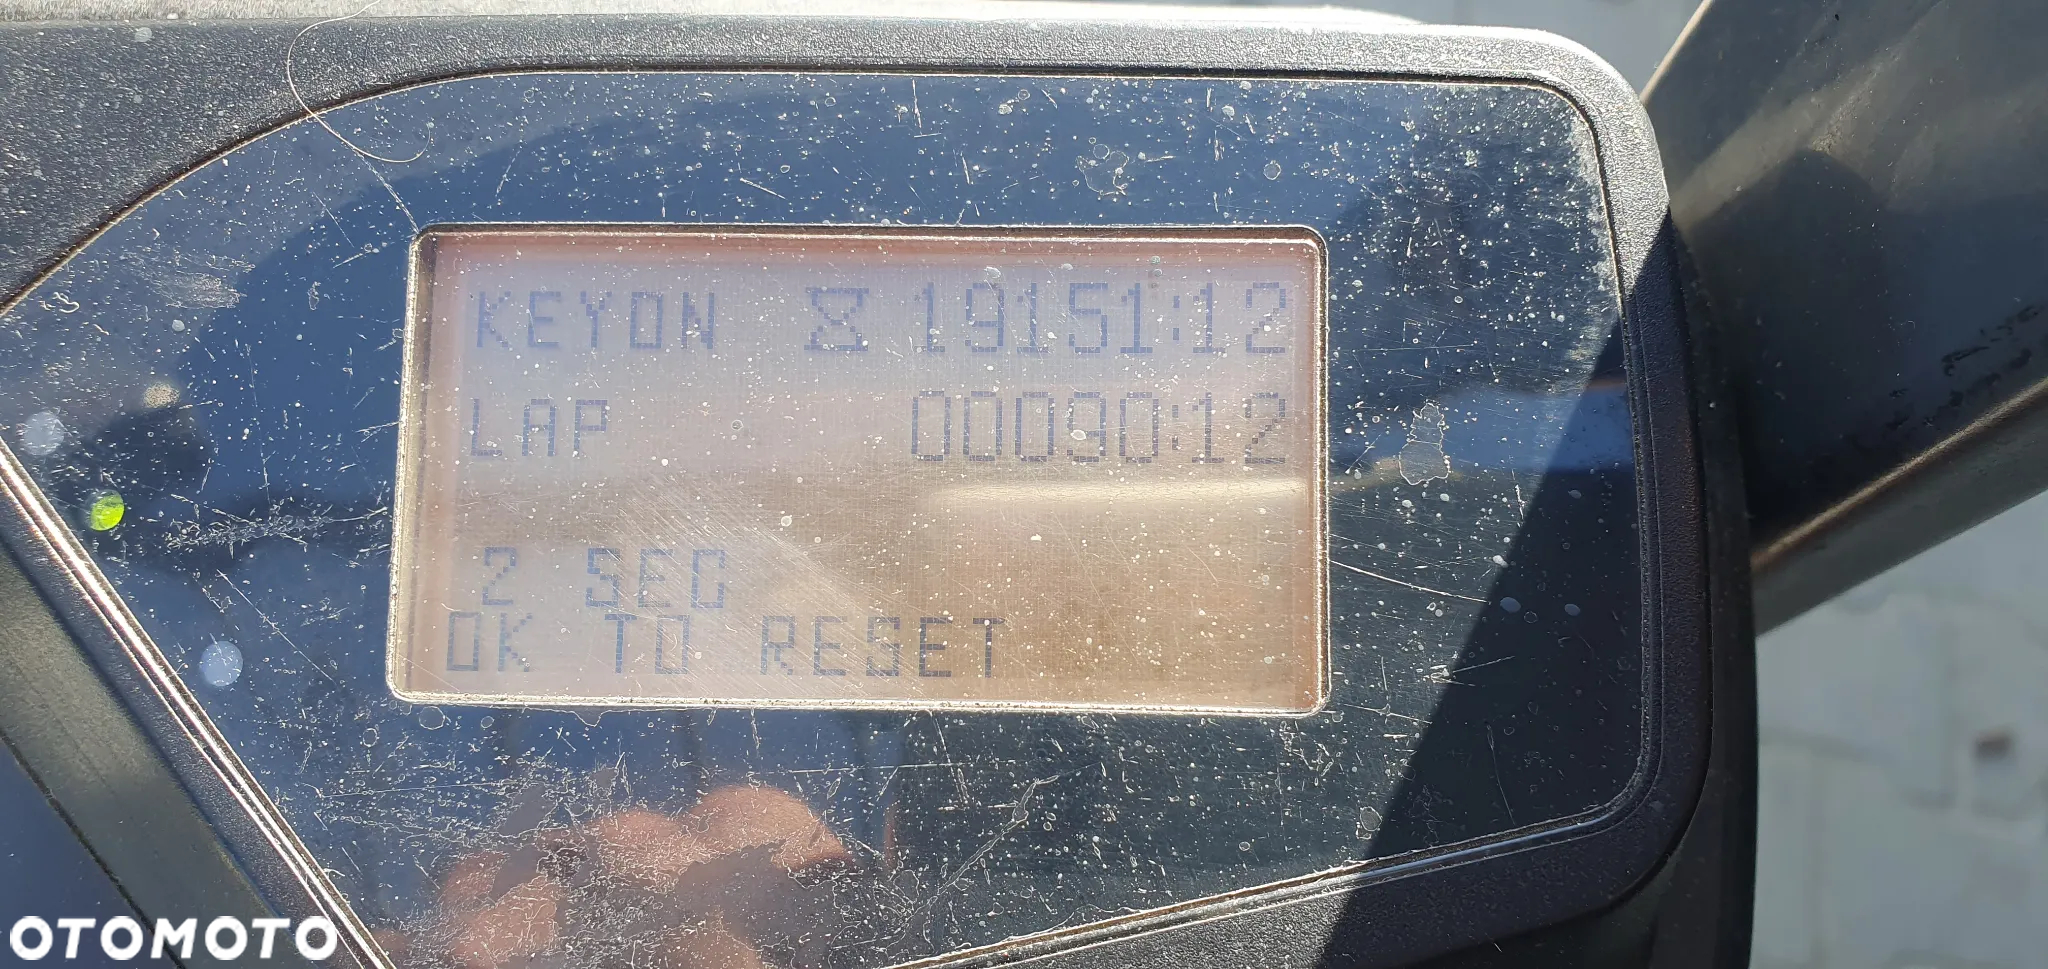 KEYON 19151:12
LAP 00090:12
2 SEC
OK TO RESET
OTOMOTO